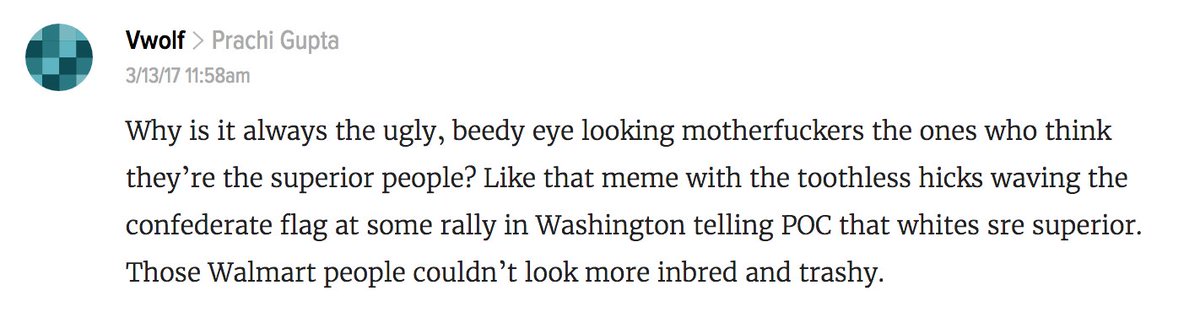 Vwolf > Prachi Gupta
3/13/17 11:58am
Why is it always the ugly, beedy eye looking motherfuckers the ones who think
they’re the superior people? Like that meme with the toothless hicks waving the
confederate flag at some rally in Washington telling POC that whites sre superior.
Those Walmart people couldn’t look more inbred and trashy.